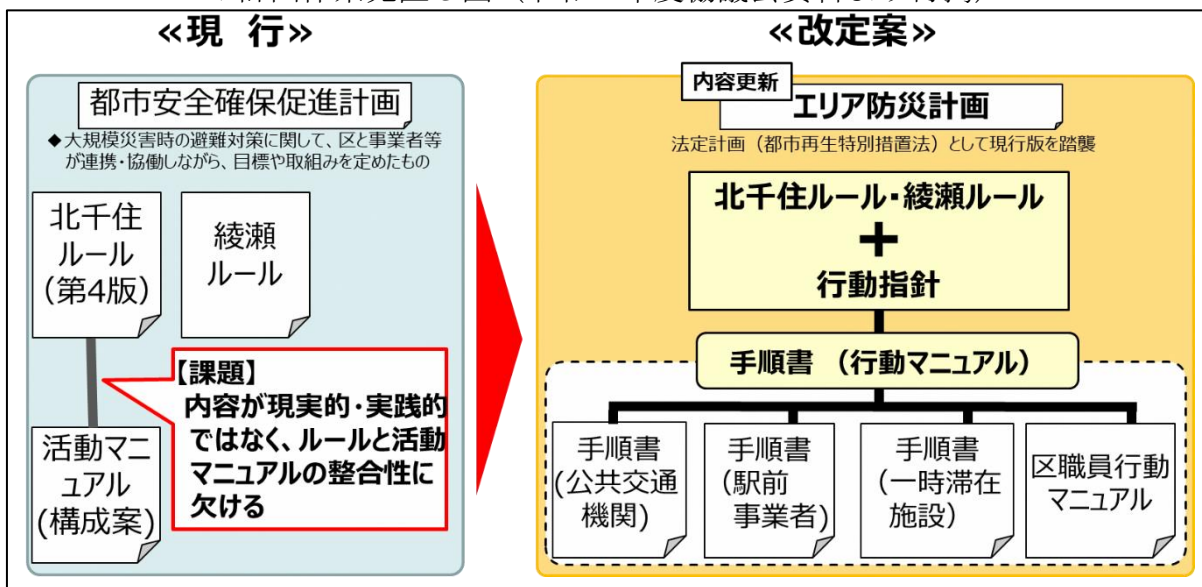 ≪現 行≫
都市安全確保促進計画
◆大規模災害時の避難対策に関して、区と事業者等
が連携・協働しながら、目標や取組みを定めたもの
北千住
ルール
(第4版)
綾瀬
ルール
【課題】
内容が現実的・実践的
ではなく、ルールと活動
マニュアルの整合性に
欠ける
活動マニ
ュアル
(構成案)
≪改定案≫
内容更新
エリア防災計画
法定計画（都市再生特別措置法）として現行版を踏襲
北千住ルール・綾瀬ルール
＋
行動指針
手順書 （行動マニュアル）
手順書
(公共交通
機関)
手順書
(駅前
事業者)
手順書
(一時滞在
施設）
区職員行動
マニュアル